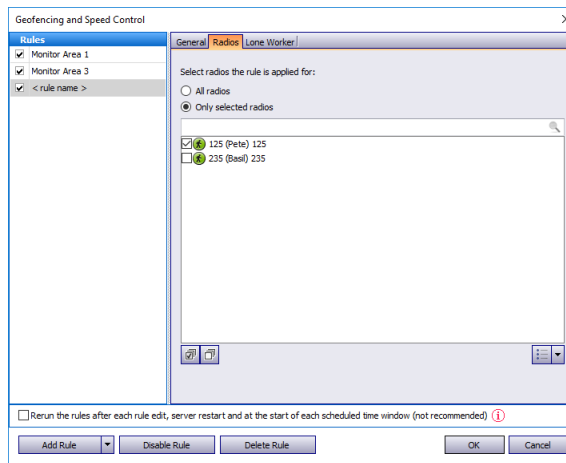 Geofencing and Speed Control
Rules
Monitor Area 1
Monitor Area 3
< rule name >
General Radios Lone Worker
Select radios the rule is applied for:
All radios
Only selected radios
125 (Pete) 125
235 (Basil) 235
Rerun the rules after each rule edit, server restart and at the start of each scheduled time window (not recommended)
Add Rule Disable Rule Delete Rule OK Cancel